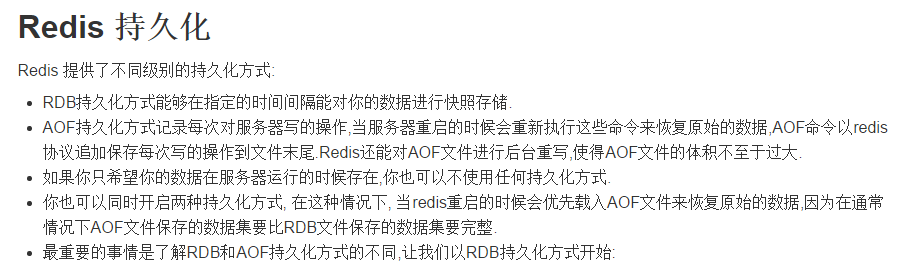 Redis 持久化
Redis 提供了不同级别的持久化方式:
RDB持久化方式能够在指定的时间间隔能对你的数据进行快照存储.
AOF持久化方式记录每次对服务器写的操作,当服务器重启的时候会重新执行这些命令来恢复原始的数据,AOF命令以redis
协议追加保存每次写的操作到文件末尾.Redis还能对AOF文件进行后台重写,使得AOF文件的体积不至于过大.
如果你只希望你的数据在服务器运行的时候存在,你也可以不使用任何持久化方式.
你也可以同时开启两种持久化方式, 在这种情况下, 当redis重启的时候会优先载入AOF文件来恢复原始的数据,因为在通常
情况下AOF文件保存的数据集要比RDB文件保存的数据集要完整.
最重要的事情是了解RDB和AOF持久化方式的不同,让我们以RDB持久化方式开始: